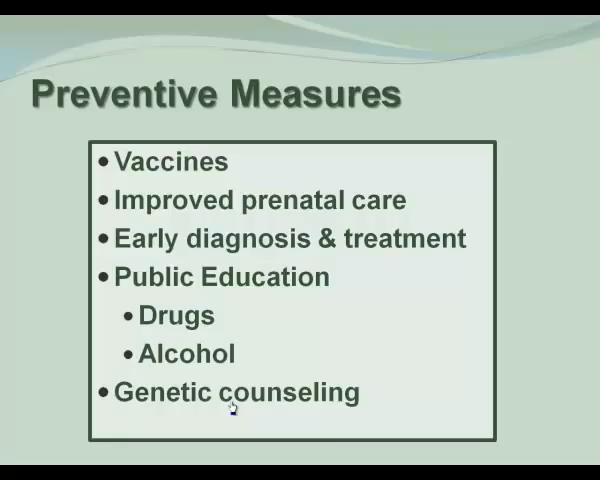 Preventive Measures
• Vaccines
• Improved prenatal care
• Early diagnosis & treatment
• Public Education
• Drugs
• Alcohol
• Genetic counseling